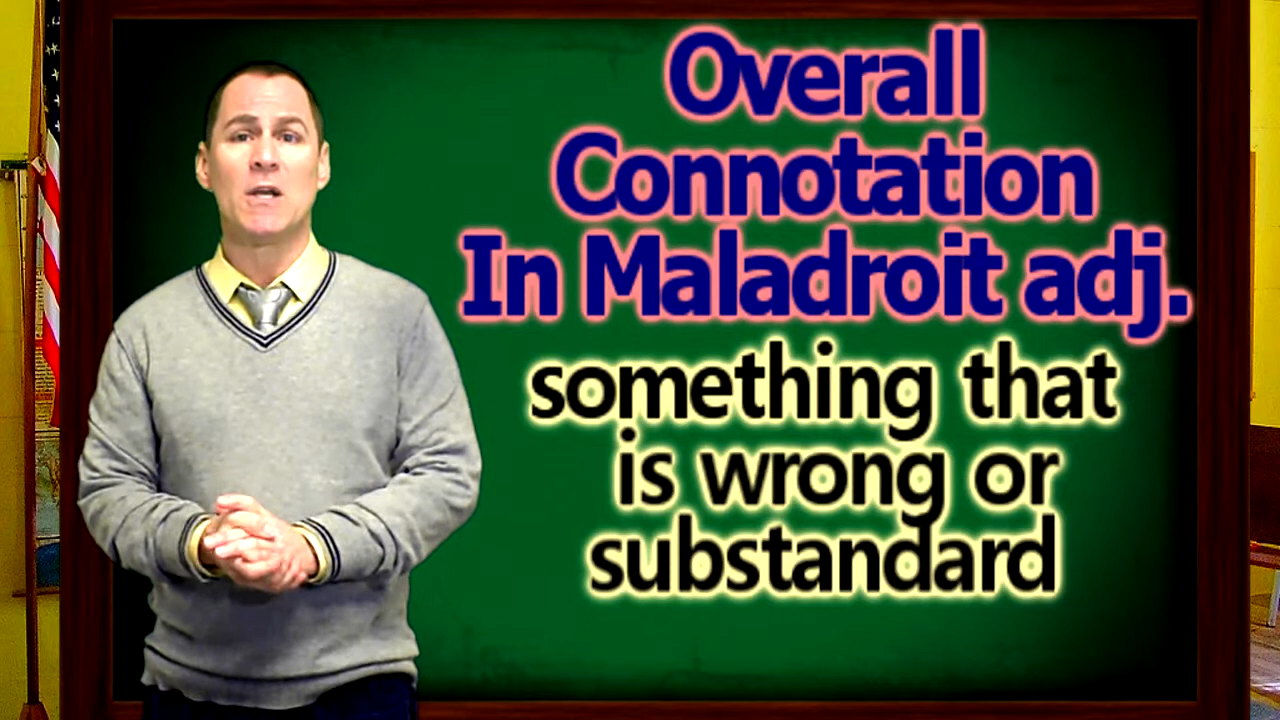 Overall
Connotation
In Maladroit adj.
something that
is wrong or
substandard